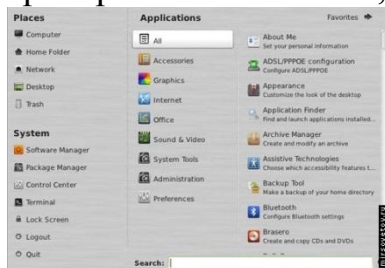 Places
Computer
Home Folder
Network
Desktop
Trash
System
Software Manager
Package Manager
Control Center
Terminal
Lock Screen
Logout
Quit
Applications
Favorites
All
Accessories
Graphics
Internet
Office
Sound & Video
System Tools
Administration
Preferences
About Me
Set your personal information
ADSL/PPPOE configuration
Configure ADSL/PPPOE
Appearance
Customize the look of the desktop
Application Finder
Find and launch applications installed...
Archive Manager
Create and modify an archive
Assistive Technologies
Choose which accessibility features t...
Backup Tool
Make a backup of your home directory
Bluetooth
Configure Bluetooth settings
Brasero
Create and copy CDs and DVDs
Search:
mirsovetov.ru